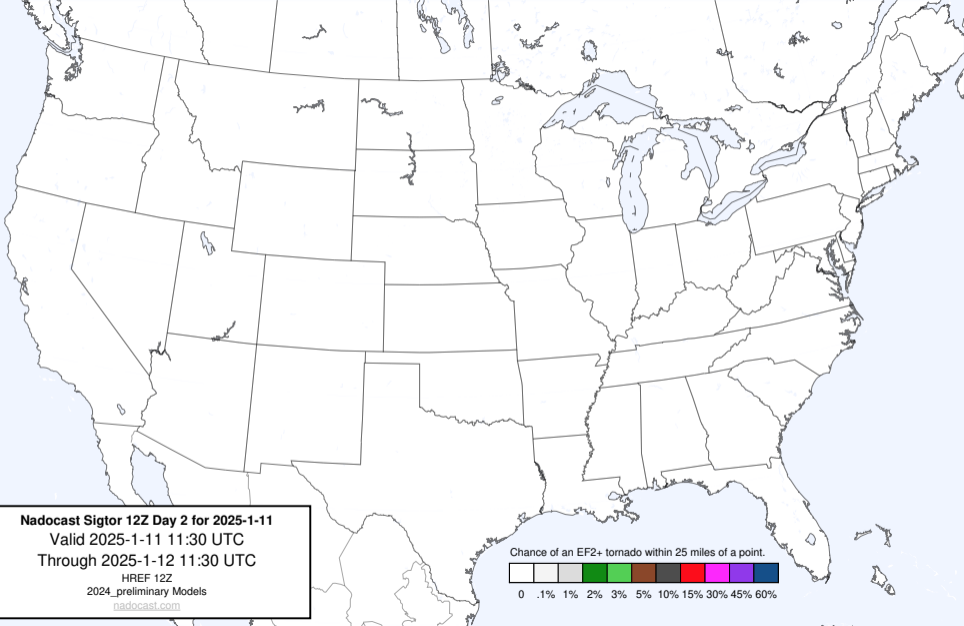 Nadocast Sigtor 12Z Day 2 for 2025-1-11
Valid 2025-1-11 11:30 UTC
Through 2025-1-12 11:30 UTC
HREF 12Z
2024_preliminary Models
nadocast.com
Chance of an EF2+ tornado within 25 miles of a point.
0 .1% 1% 2% 3% 5% 10% 15% 30% 45% 60%